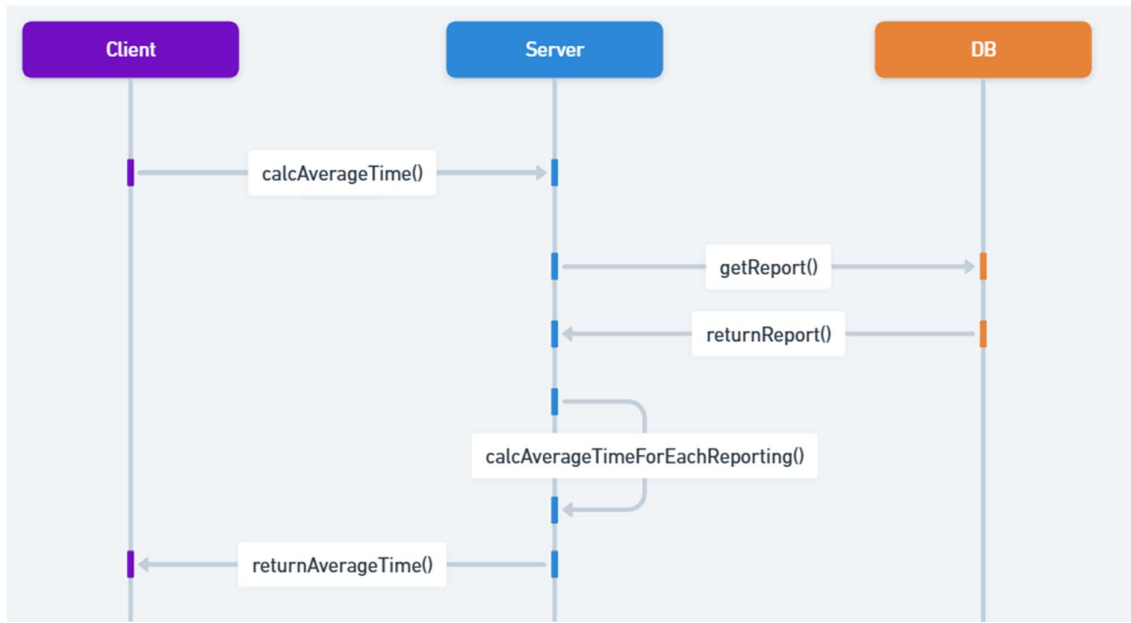 Client
Server
DB
calcAverageTime()
getReport()
returnReport()
calcAverageTimeForEachReporting()
returnAverageTime()